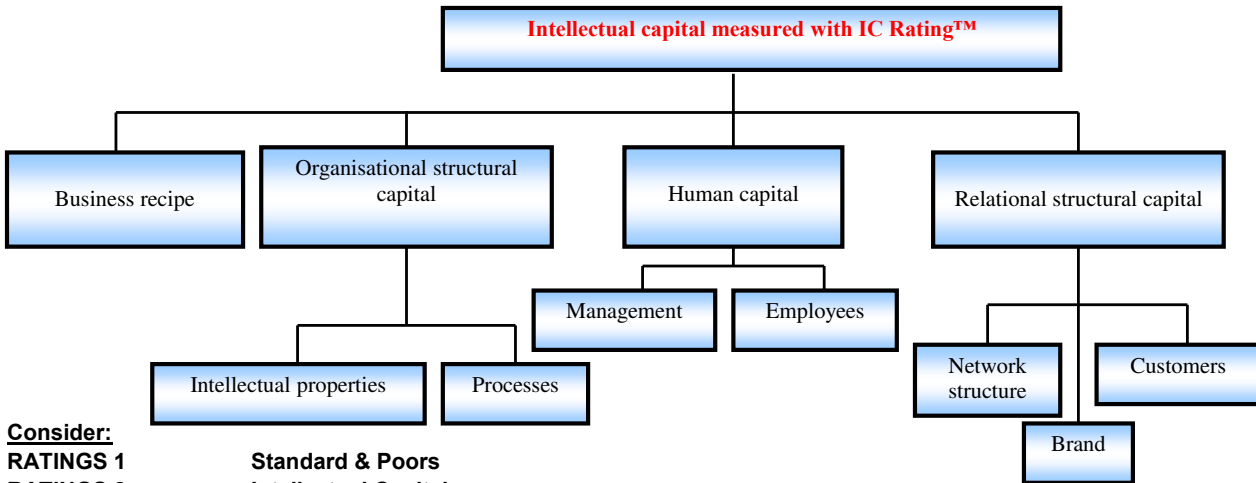 Intellectual capital measured with IC Rating™
Business recipe
Organisational structural
capital
Human capital
Relational structural capital
Management
Employees
Intellectual properties
Processes
Network
structure
Customers
Brand
Consider:
RATINGS 1 Standard & Poors